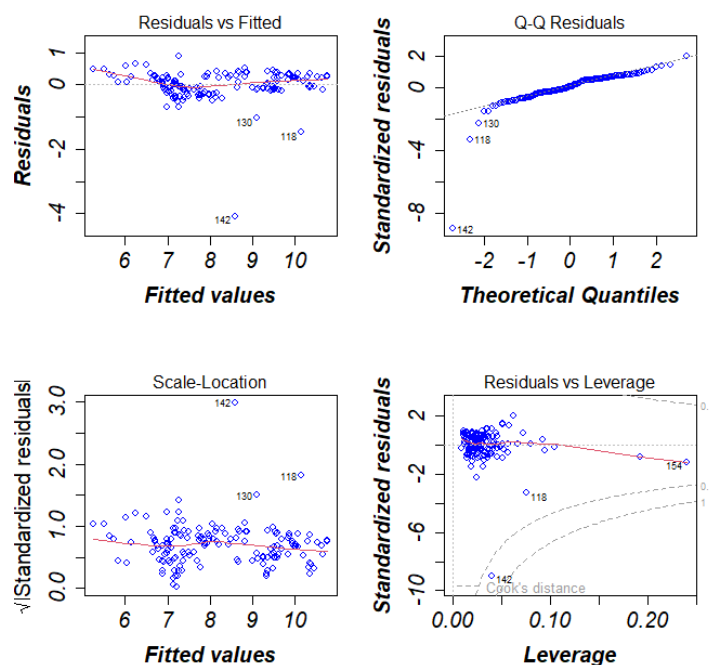 Residuals vs Fitted
Residuals
1
0
-2
-4
130
118
142
6 7 8 9 10
Fitted values
Q-Q Residuals
Standardized residuals
2
0
-4
-8
130
118
142
-2 -1 0 1 2
Theoretical Quantiles
Scale-Location
√|Standardized residuals|
3.0
2.0
1.0
0.0
142
118
130
6 7 8 9 10
Fitted values
Residuals vs Leverage
Standardized residuals
2
-2
-6
-10
154
118
142
Cook's distance
0.
0.
1
0.00 0.10 0.20
Leverage